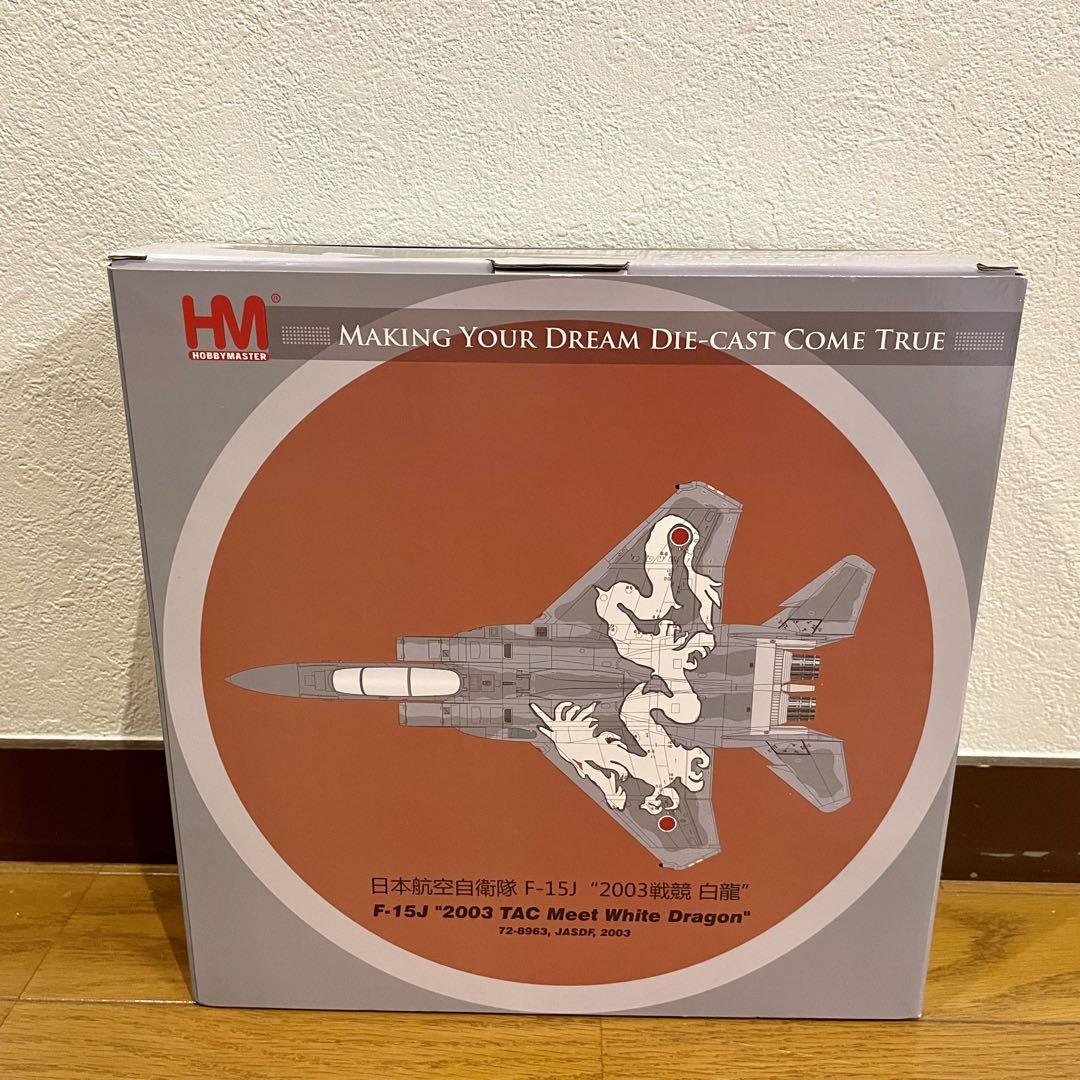 HM®
HOBBYMASTER
MAKING YOUR DREAM DIE-CAST COME TRUE
日本航空自衛隊 F-15J “2003戦競 白龍”
F-15J "2003 TAC Meet White Dragon"
72-8963, JASDF, 2003